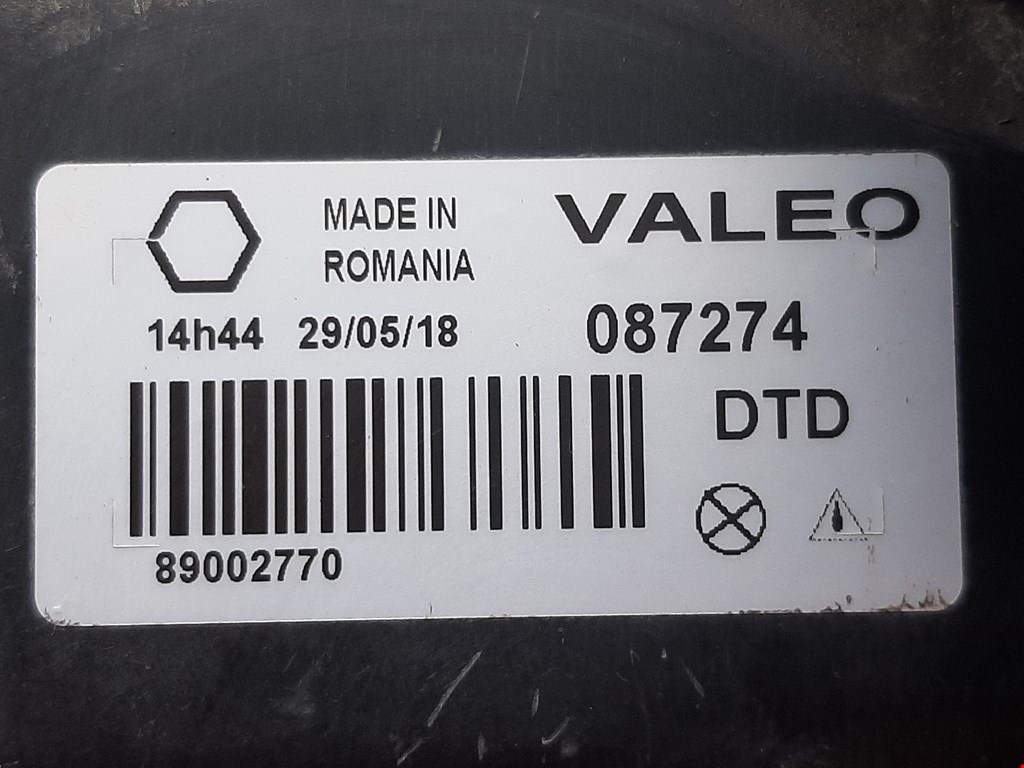 MADE IN
ROMANIA
VALEO
14h44 29/05/18
087274
DTD
89002770